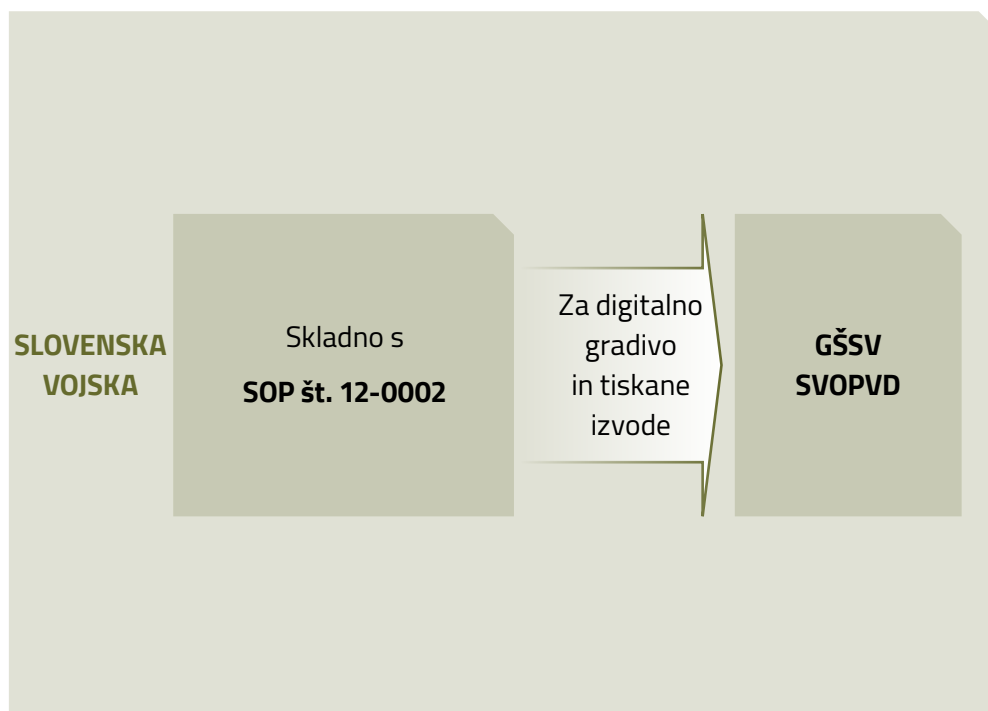 SLOVENSKA
VOJSKA
Skladno s
SOP št. 12-0002
Za digitalno
gradivo
in tiskane
izvode
GŠSV
SVOPVD